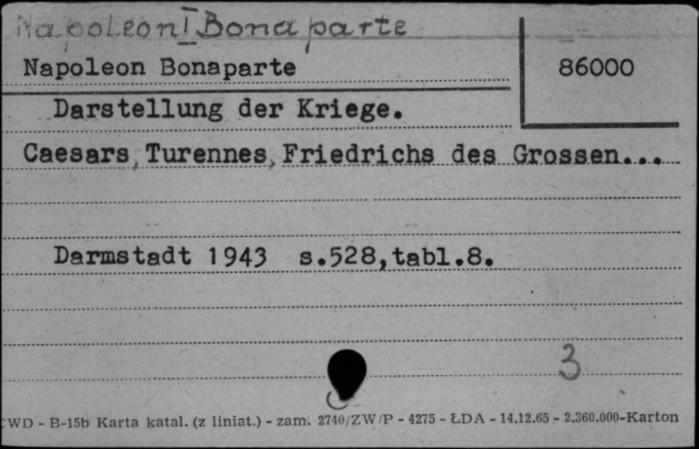 Napoleon I Bonaparte
Napoleon Bonaparte
86000
Darstellung der Kriege.
Caesars, Turennes, Friedrichs des Grossen...
Darmstadt 1943 s.528,tabl.8.
3
CWD - B-15b Karta katal. (z liniat.) - zam. 2740/ZW/P - 4275 - ŁDA - 14.12.65 - 2.360.000-Karton